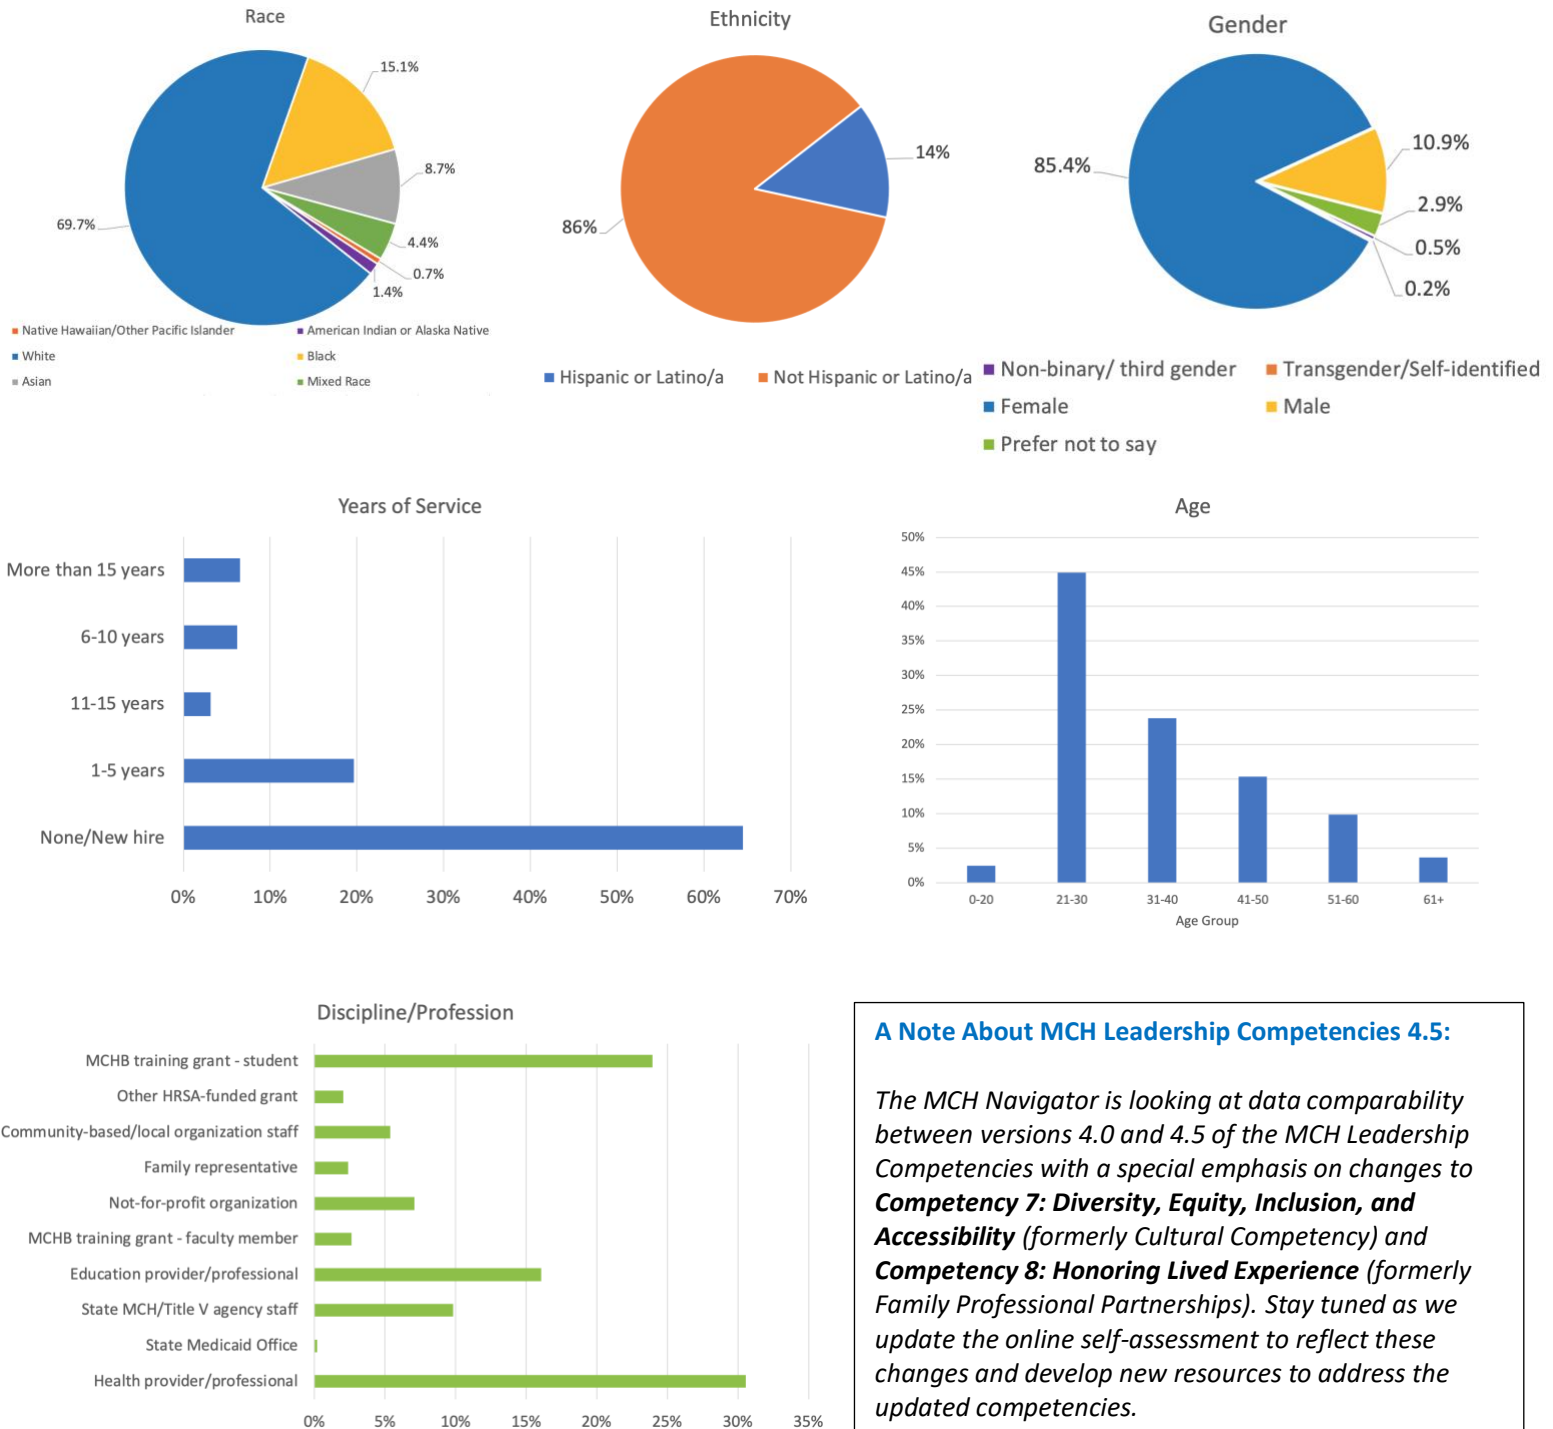 Race
15.1%
8.7%
69.7%
4.4%
0.7%
1.4%
Native Hawaiian/Other Pacific Islander
American Indian or Alaska Native
White
Black
Asian
Mixed Race
Ethnicity
14%
86%
Hispanic or Latino/a
Not Hispanic or Latino/a
Gender
85.4%
10.9%
2.9%
0.5%
0.2%
Non-binary/ third gender
Transgender/Self-identified
Female
Male
Prefer not to say
Years of Service
More than 15 years
6-10 years
11-15 years
1-5 years
None/New hire
0% 10% 20% 30% 40% 50% 60% 70%
Age
50%
45%
40%
35%
30%
25%
20%
15%
10%
5%
0%
0-20 21-30 31-40 41-50 51-60 61+
Age Group
Discipline/Profession
MCHB training grant - student
Other HRSA-funded grant
Community-based/local organization staff
Family representative
Not-for-profit organization
MCHB training grant - faculty member
Education provider/professional
State MCH/Title V agency staff
State Medicaid Office
Health provider/professional
0% 5% 10% 15% 20% 25% 30% 35%
A Note About MCH Leadership Competencies 4.5:
The MCH Navigator is looking at data comparability
between versions 4.0 and 4.5 of the MCH Leadership
Competencies with a special emphasis on changes to
Competency 7: Diversity, Equity, Inclusion, and
Accessibility (formerly Cultural Competency) and
Competency 8: Honoring Lived Experience (formerly
Family Professional Partnerships). Stay tuned as we
update the online self-assessment to reflect these
changes and develop new resources to address the
updated competencies.